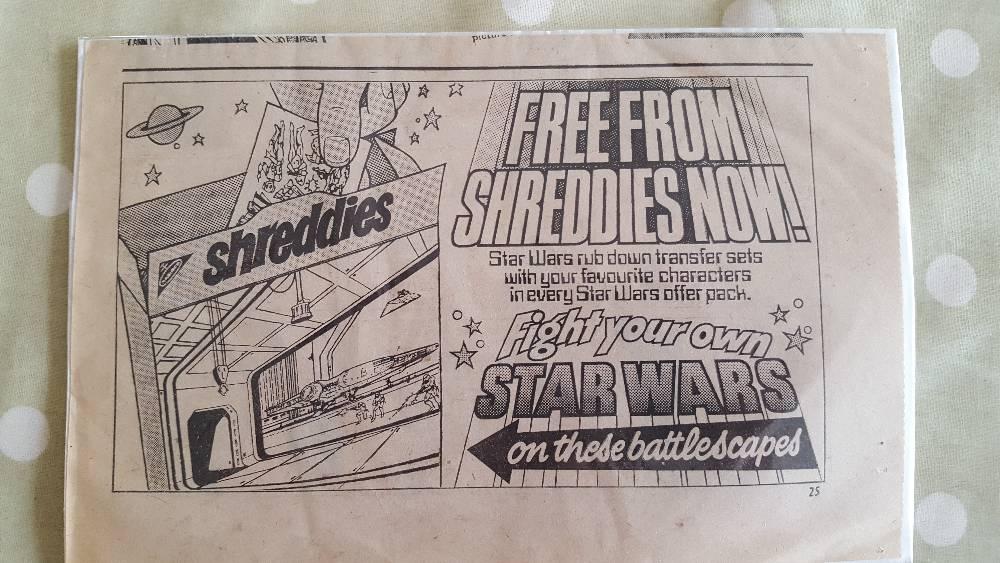 picture
shreddies
FREE FROM
SHREDDIES NOW!
Star Wars rub down transfer sets
with your favourite characters
in every Star Wars offer pack.
Fight your own
STAR WARS
on these battlescapes
25